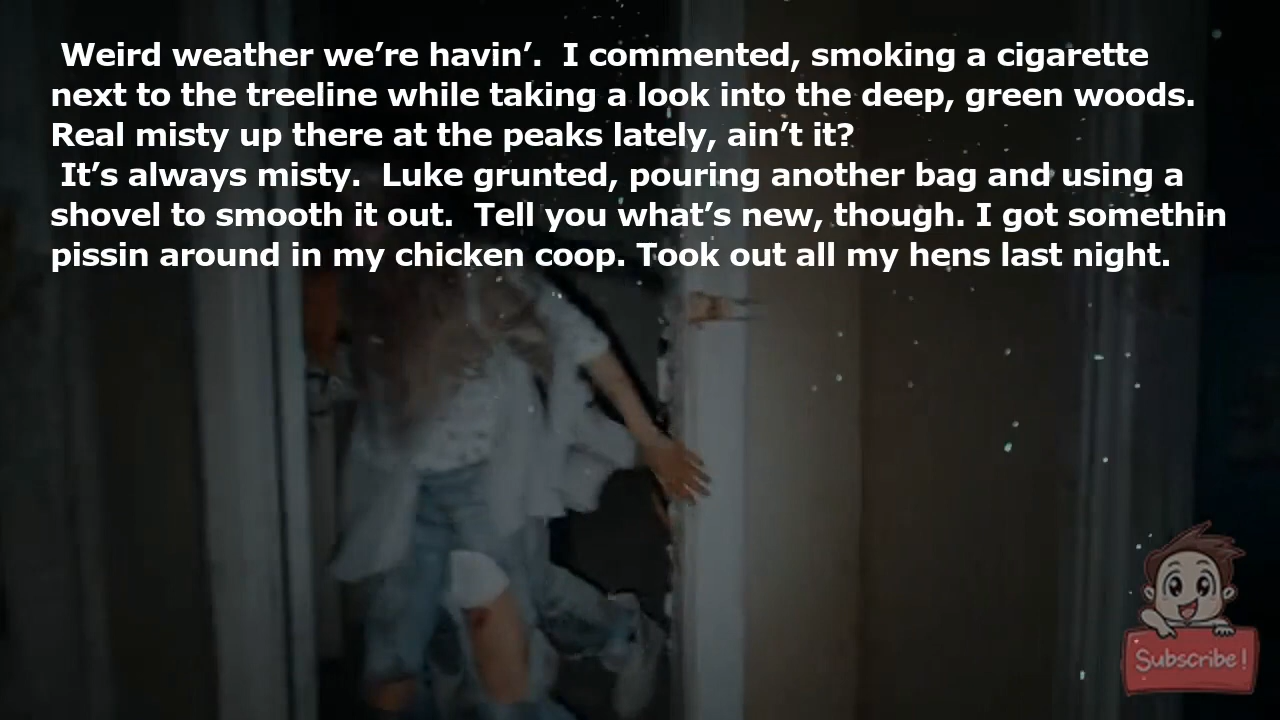 Weird weather we’re havin’.  I commented, smoking a cigarette
next to the treeline while taking a look into the deep, green woods.
Real misty up there at the peaks lately, ain’t it?
It’s always misty.  Luke grunted, pouring another bag and using a
shovel to smooth it out.  Tell you what’s new, though. I got somethin
pissin around in my chicken coop. Took out all my hens last night.
Subscribe!